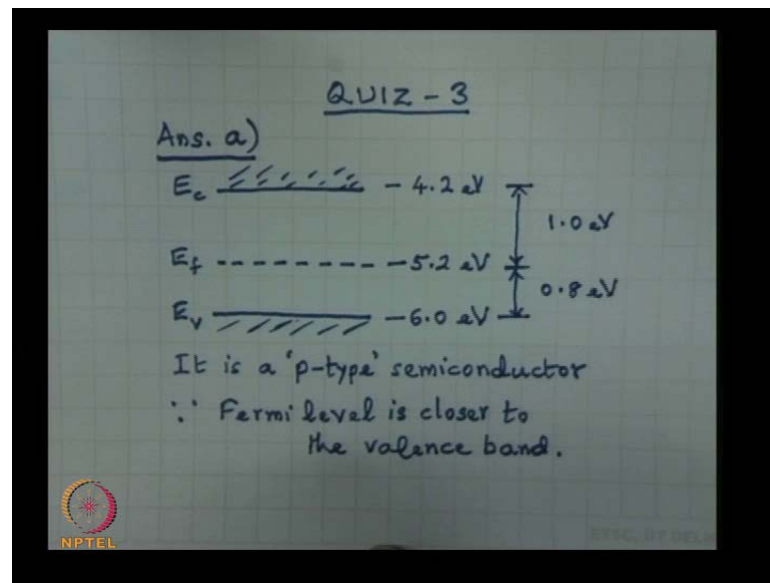 QUIZ - 3
Ans. a)
Ec - 4.2 eV
1.0 eV
Ef - 5.2 eV
0.8 eV
Ev - 6.0 eV
It is a 'p-type' semiconductor
∵ Fermi level is closer to
the valence band.
NPTEL